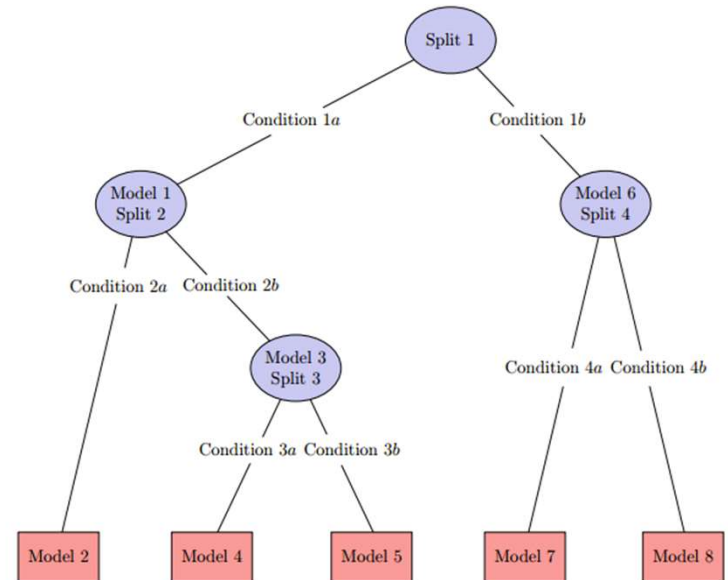 Split 1
Condition 1a
Condition 1b
Model 1
Split 2
Model 6
Split 4
Condition 2a
Condition 2b
Model 3
Split 3
Condition 4a
Condition 4b
Condition 3a
Condition 3b
Model 2
Model 4
Model 5
Model 7
Model 8